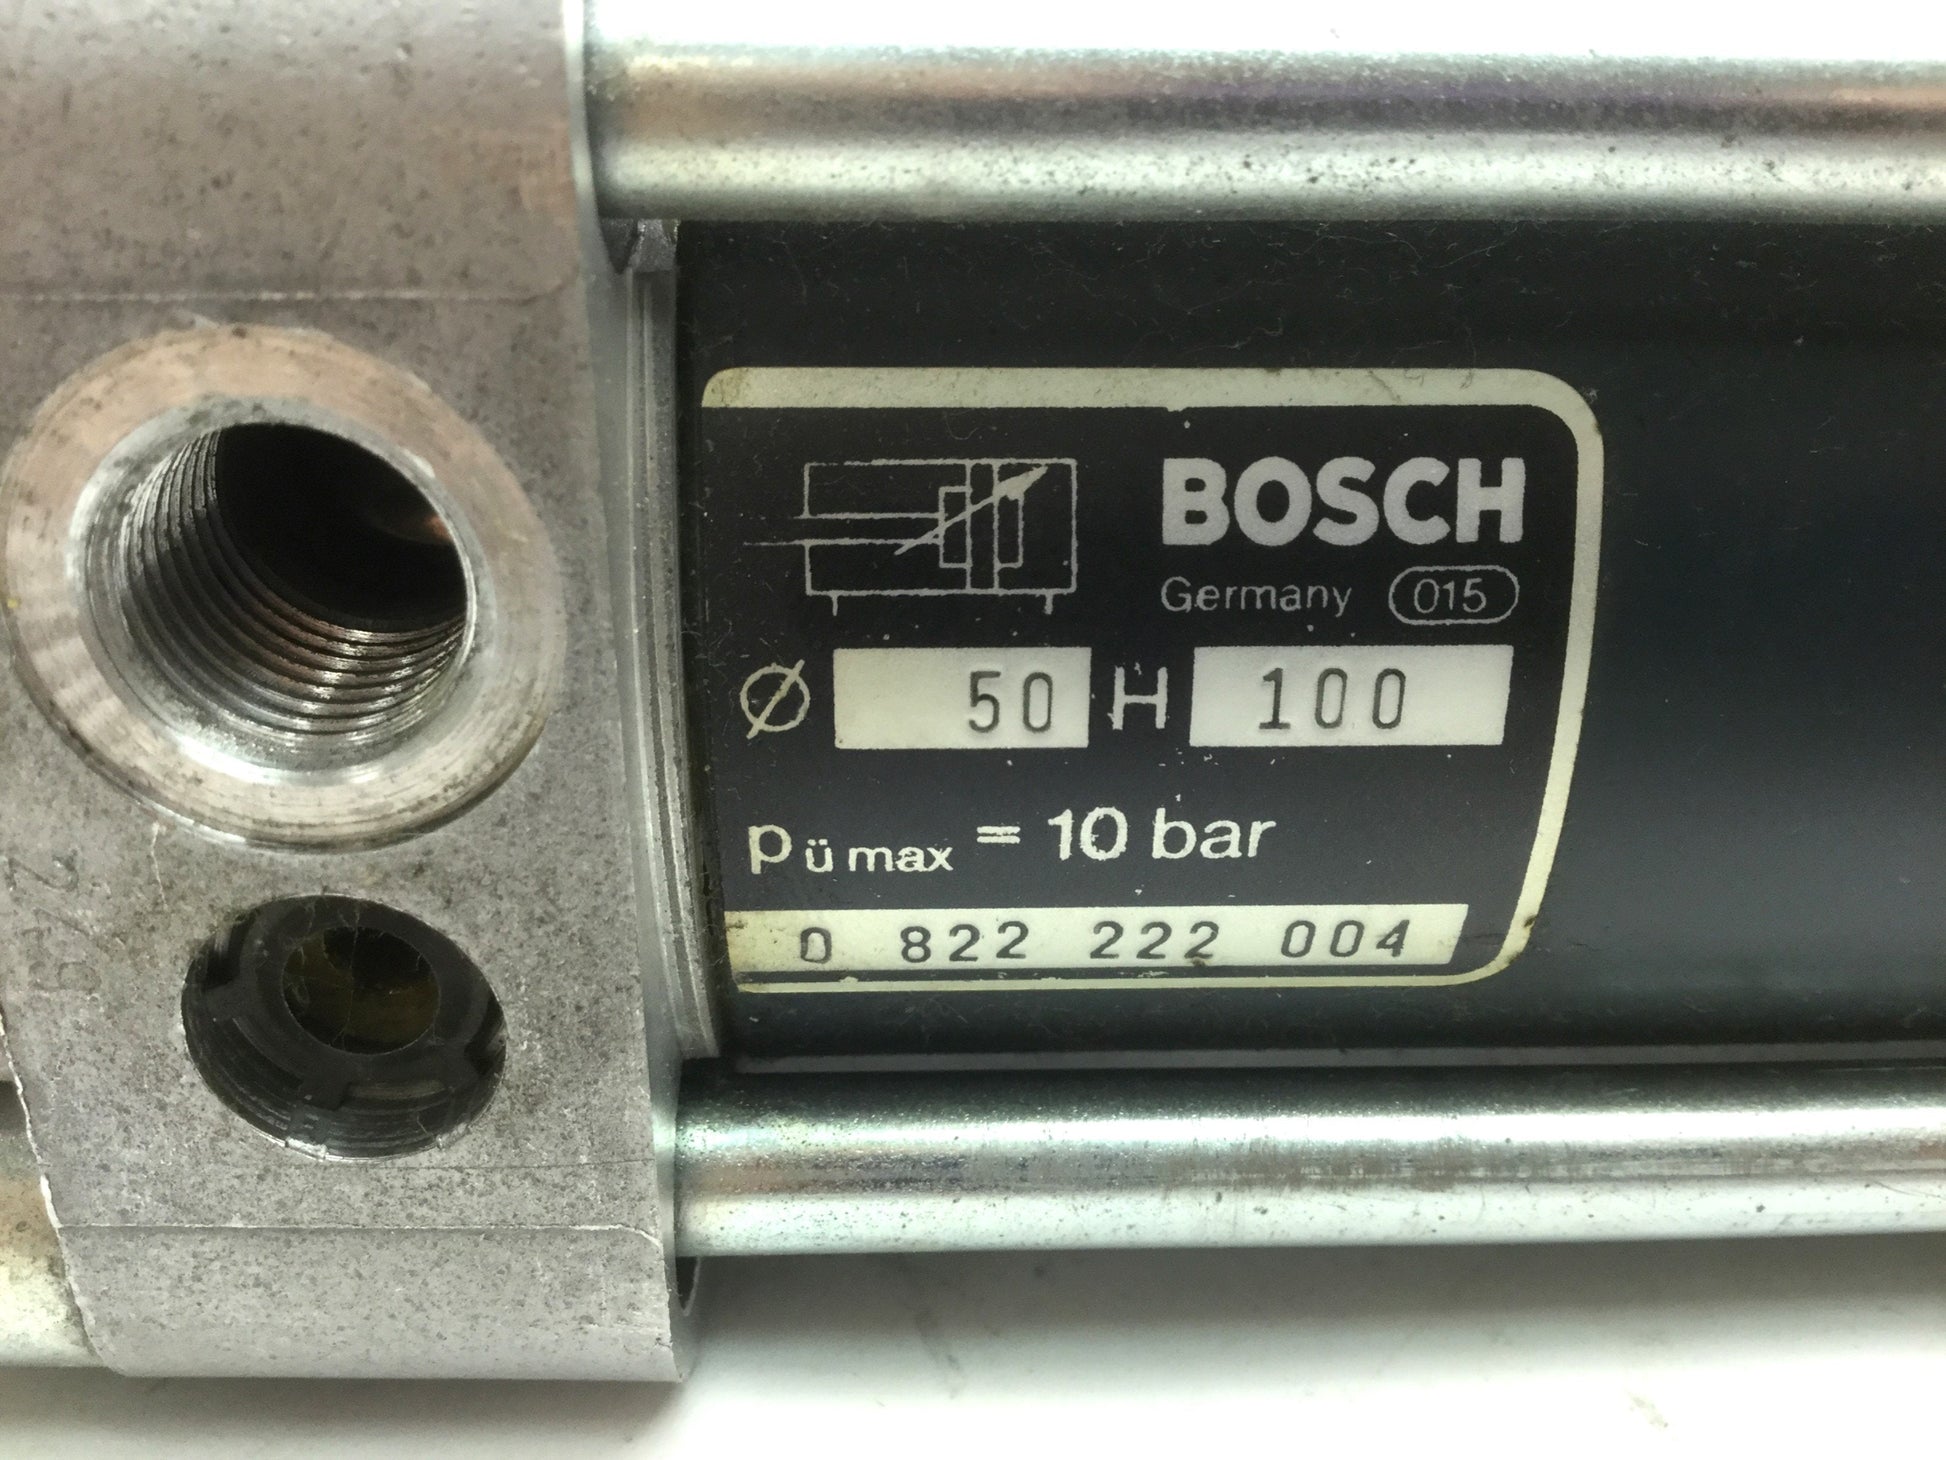 BOSCH
Germany 015
Ø 50 H 100
pü max = 10 bar
0 822 222 004